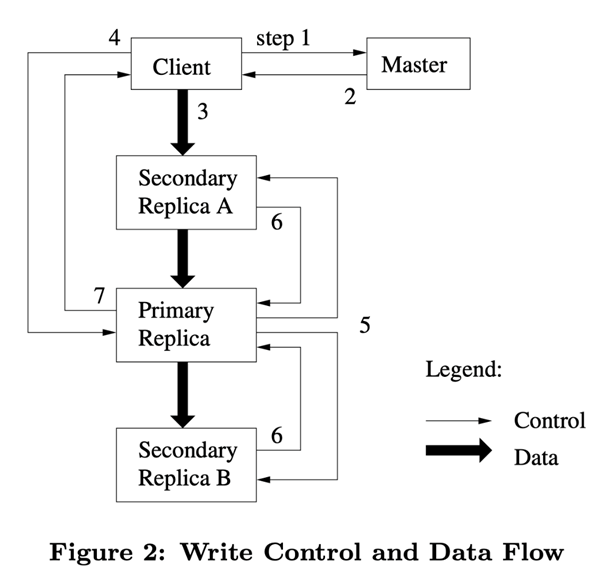 4
step 1
Client
Master
2
3
Secondary
Replica A
6
7
Primary
Replica
5
Legend:
Control
Data
6
Secondary
Replica B
Figure 2: Write Control and Data Flow